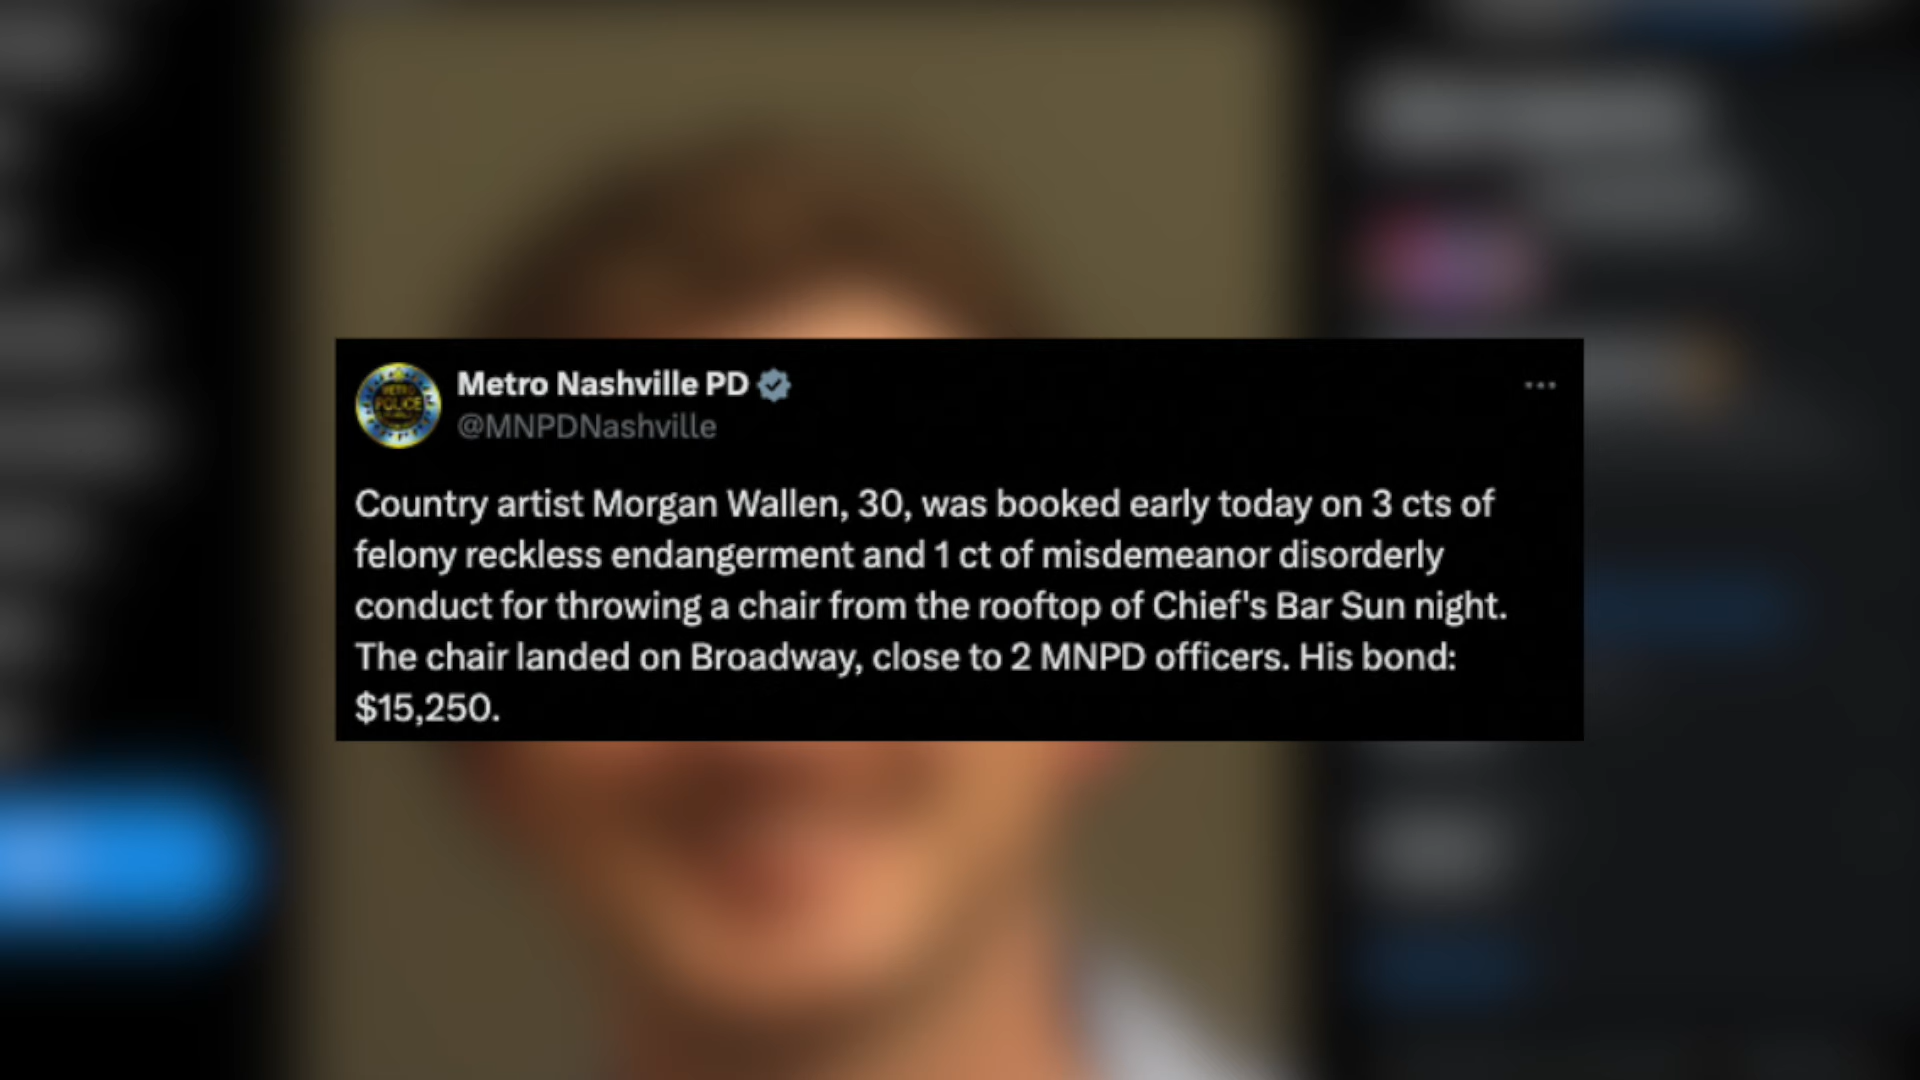 Metro Nashville PD
@MNPDNashville
METRO
POLICE
Country artist Morgan Wallen, 30, was booked early today on 3 cts of
felony reckless endangerment and 1 ct of misdemeanor disorderly
conduct for throwing a chair from the rooftop of Chief's Bar Sun night.
The chair landed on Broadway, close to 2 MNPD officers. His bond:
$15,250.